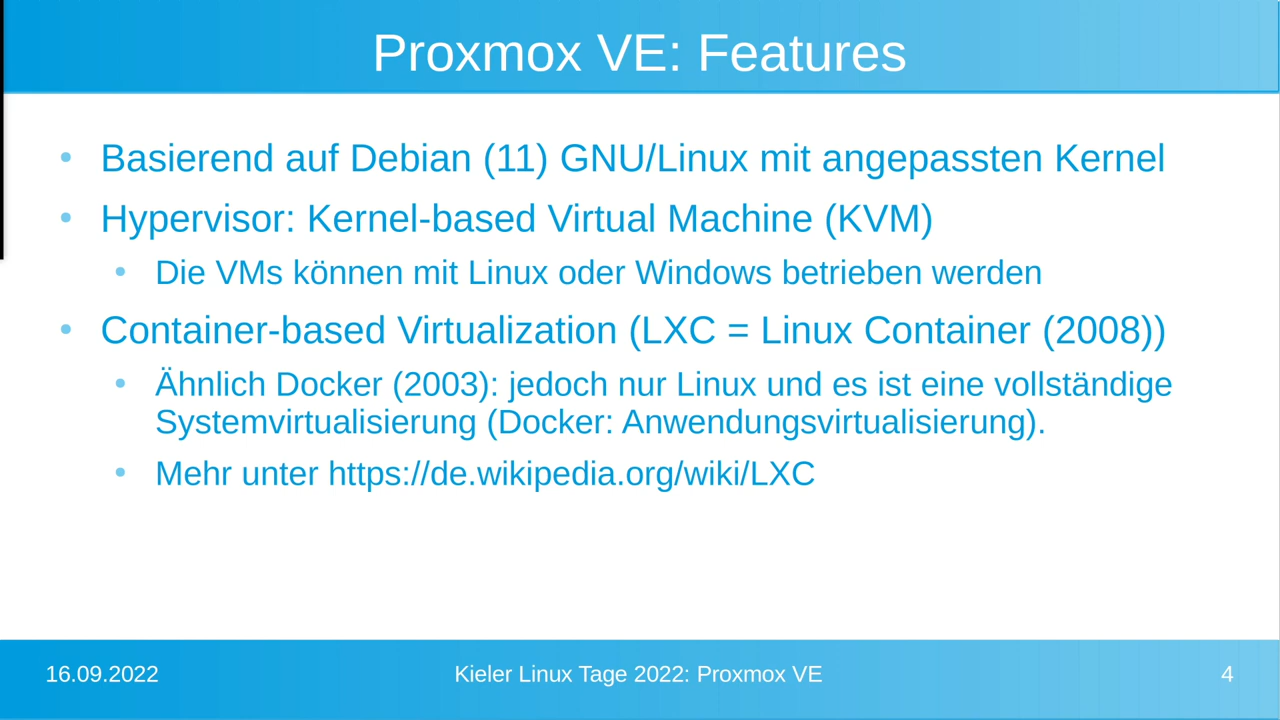 Proxmox VE: Features
• Basierend auf Debian (11) GNU/Linux mit angepassten Kernel
• Hypervisor: Kernel-based Virtual Machine (KVM)
• Die VMs können mit Linux oder Windows betrieben werden
• Container-based Virtualization (LXC = Linux Container (2008))
• Ähnlich Docker (2003): jedoch nur Linux und es ist eine vollständige
Systemvirtualisierung (Docker: Anwendungsvirtualisierung).
• Mehr unter https://de.wikipedia.org/wiki/LXC
16.09.2022
Kieler Linux Tage 2022: Proxmox VE
4